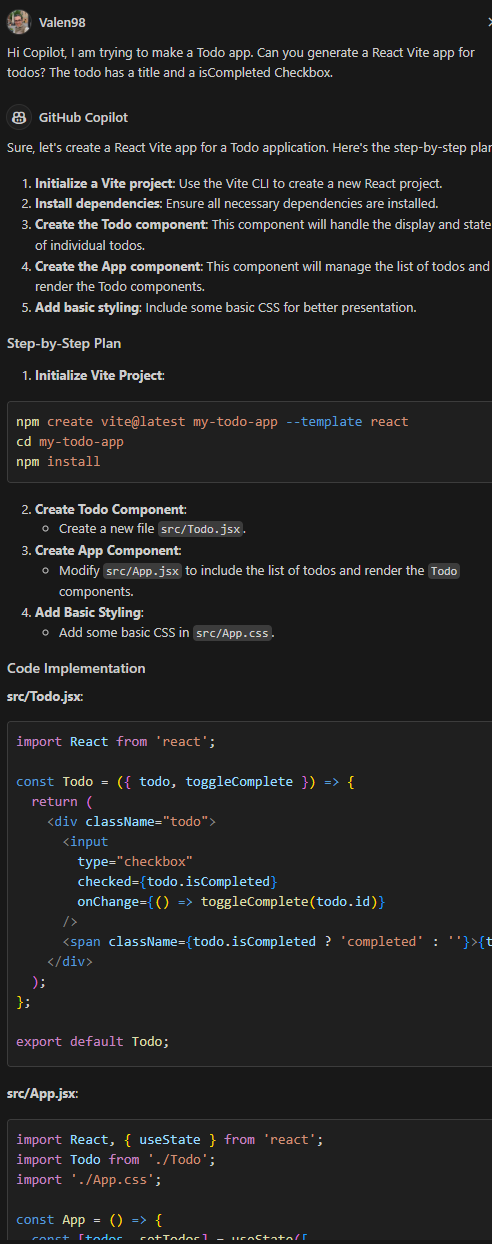 Valen98
Hi Copilot, I am trying to make a Todo app. Can you generate a React Vite app for
todos? The todo has a title and a isCompleted Checkbox.
GitHub Copilot
Sure, let's create a React Vite app for a Todo application. Here's the step-by-step plan
1. Initialize a Vite project: Use the Vite CLI to create a new React project.
2. Install dependencies: Ensure all necessary dependencies are installed.
3. Create the Todo component: This component will handle the display and state
of individual todos.
4. Create the App component: This component will manage the list of todos and
render the Todo components.
5. Add basic styling: Include some basic CSS for better presentation.
Step-by-Step Plan
1. Initialize Vite Project:
npm create vite@latest my-todo-app --template react
cd my-todo-app
npm install
2. Create Todo Component:
Create a new file src/Todo.jsx.
3. Create App Component:
Modify src/App.jsx to include the list of todos and render the Todo
components.
4. Add Basic Styling:
Add some basic CSS in src/App.css.
Code Implementation
src/Todo.jsx:
import React from 'react';
const Todo = ({ todo, toggleComplete }) => {
return (
<div className="todo">
<input
type="checkbox"
checked={todo.isCompleted}
onChange={() => toggleComplete(todo.id)}
/>
<span className={todo.isCompleted ? 'completed' : ''}>{t
</div>
);
};
export default Todo;
src/App.jsx:
import React, { useState } from 'react';
import Todo from './Todo';
import './App.css';
const App = () => {
const [todos, setTodos] = useState([